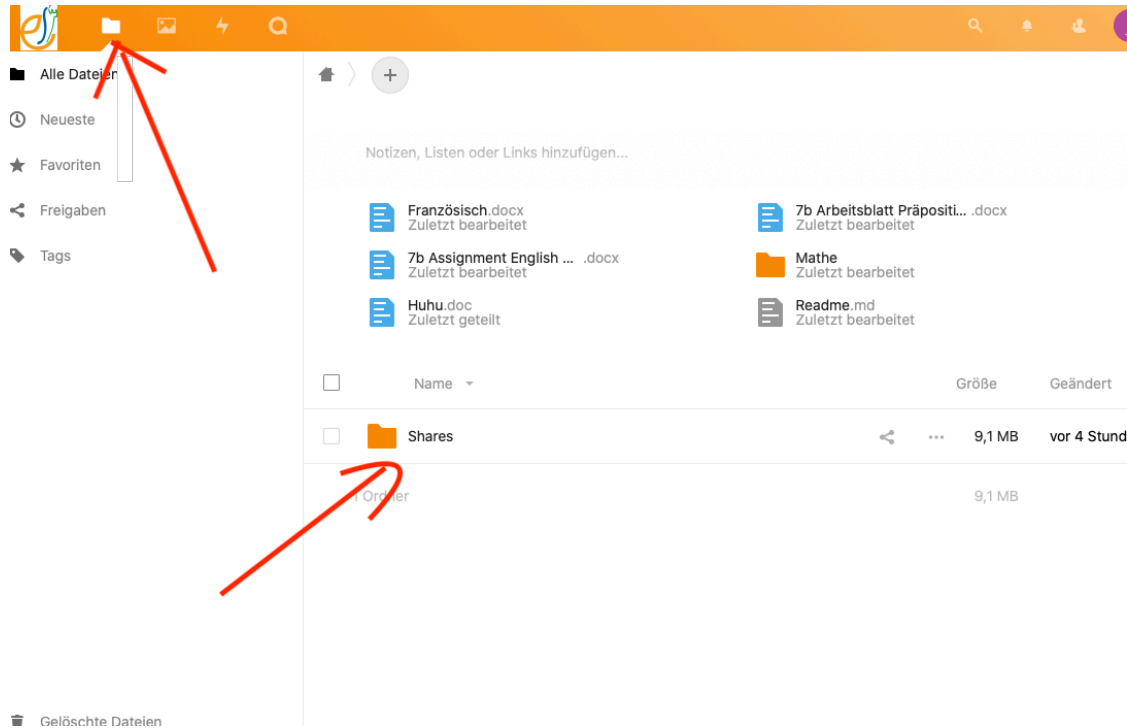 Alle Dateien
Neueste
Favoriten
Freigaben
Tags
Gelöschte Dateien
Notizen, Listen oder Links hinzufügen...
Französisch.docx
Zuletzt bearbeitet
7b Arbeitsblatt Präpositi... .docx
Zuletzt bearbeitet
7b Assignment English ... .docx
Zuletzt bearbeitet
Mathe
Zuletzt bearbeitet
Huhu.doc
Zuletzt geteilt
Readme.md
Zuletzt bearbeitet
Name Größe Geändert
Shares 9,1 MB vor 4 Stund
1 Ordner 9,1 MB